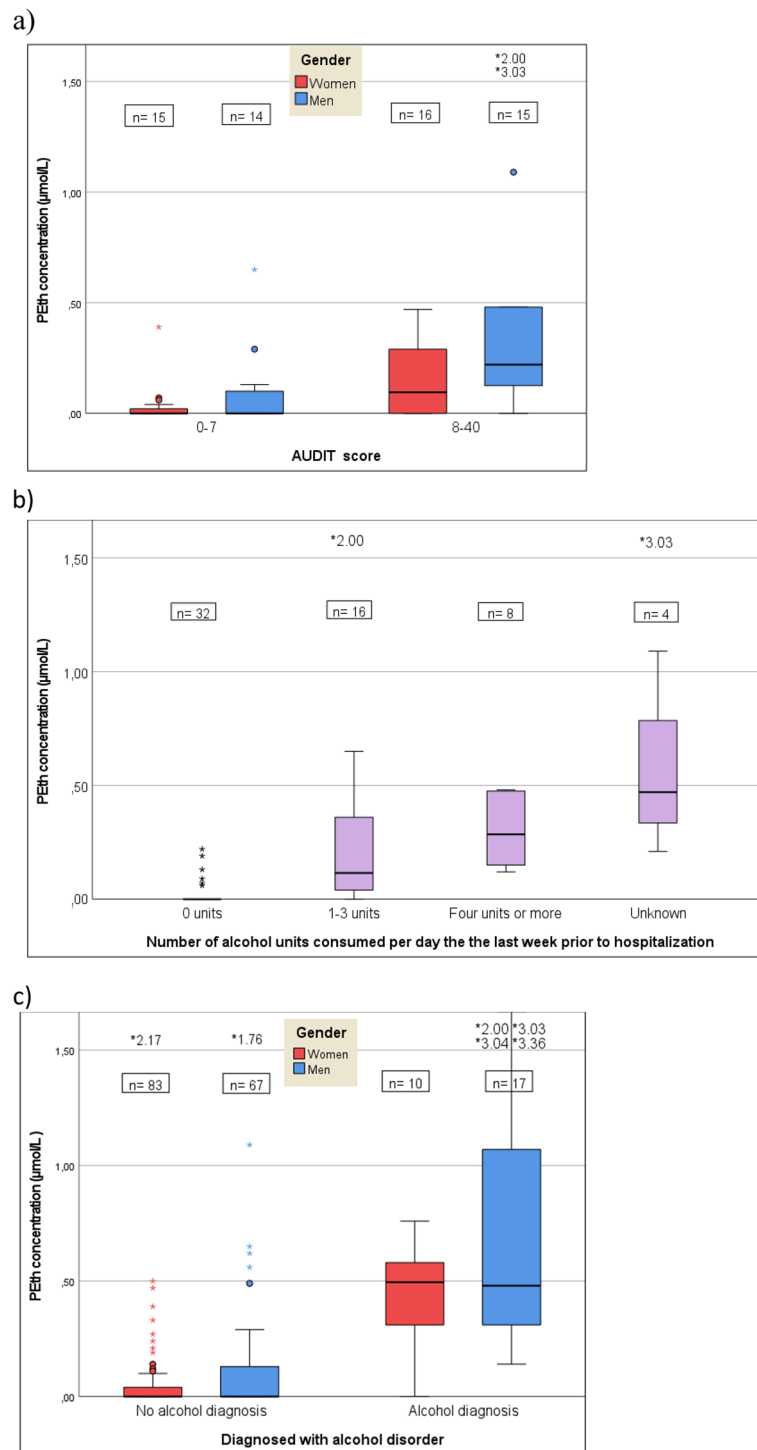 a)
Gender
Women
Men
*2.00
*3.03
n= 15
n= 14
n= 16
n= 15
PEth concentration (µmol/L)
1,50
1,00
,50
,00
0-7
8-40
AUDIT score
b)
*2.00
*3.03
n= 32
n= 16
n= 8
n= 4
PEth concentration (µmol/L)
1,50
1,00
,50
,00
0 units
1-3 units
Four units or more
Unknown
Number of alcohol units consumed per day the the last week prior to hospitalization
c)
Gender
Women
Men
*2.17
*1.76
*2.00 *3.03
*3.04 *3.36
n= 83
n= 67
n= 10
n= 17
PEth concentration (µmol/L)
1,50
1,00
,50
,00
No alcohol diagnosis
Alcohol diagnosis
Diagnosed with alcohol disorder